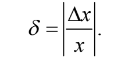 δ = |Δx / x|.